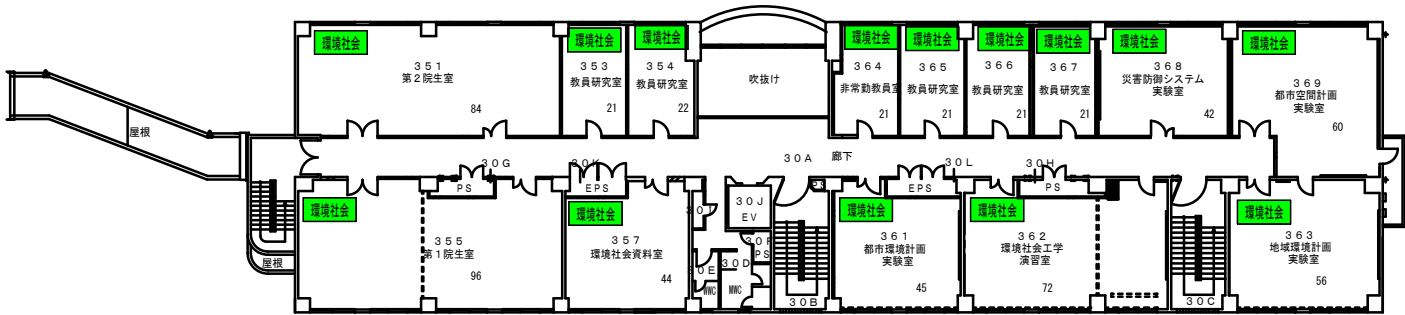 環境社会
３５１
第２院生室
84
環境社会
３５３
教員研究室
21
環境社会
３５４
教員研究室
22
吹抜け
環境社会
３６４
非常勤教員室
21
環境社会
３６５
教員研究室
21
環境社会
３６６
教員研究室
21
環境社会
３６７
教員研究室
21
環境社会
３６８
災害防御システム
実験室
42
環境社会
３６９
都市空間計画
実験室
60
屋根
３０Ｇ
３０Ｋ
３０Ａ
廊下
３０Ｌ
３０Ｈ
ＰＳ
ＥＰＳ
ＰＳ
ＥＰＳ
ＰＳ
環境社会
３５５
第１院生室
96
屋根
環境社会
３５７
環境社会資料室
44
３０Ｉ
３０Ｊ
ＥＶ
３０Ｆ
ＰＳ
３０Ｅ
３０Ｄ
WWC
MWC
３０Ｂ
環境社会
３６１
都市環境計画
実験室
45
環境社会
３６２
環境社会工学
演習室
72
３０Ｃ
環境社会
３６３
地域環境計画
実験室
56